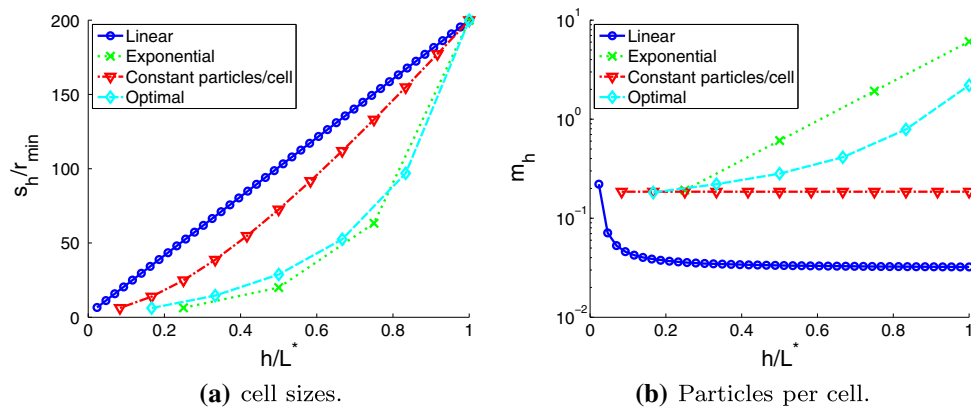 200
150
100
50
0
0
0.2
0.4
0.6
0.8
1
s_h/r_min
h/L*
Linear
Exponential
Constant particles/cell
Optimal
(a) cell sizes.
10^1
10^0
10^−1
10^−2
0
0.2
0.4
0.6
0.8
1
m_h
h/L*
Linear
Exponential
Constant particles/cell
Optimal
(b) Particles per cell.